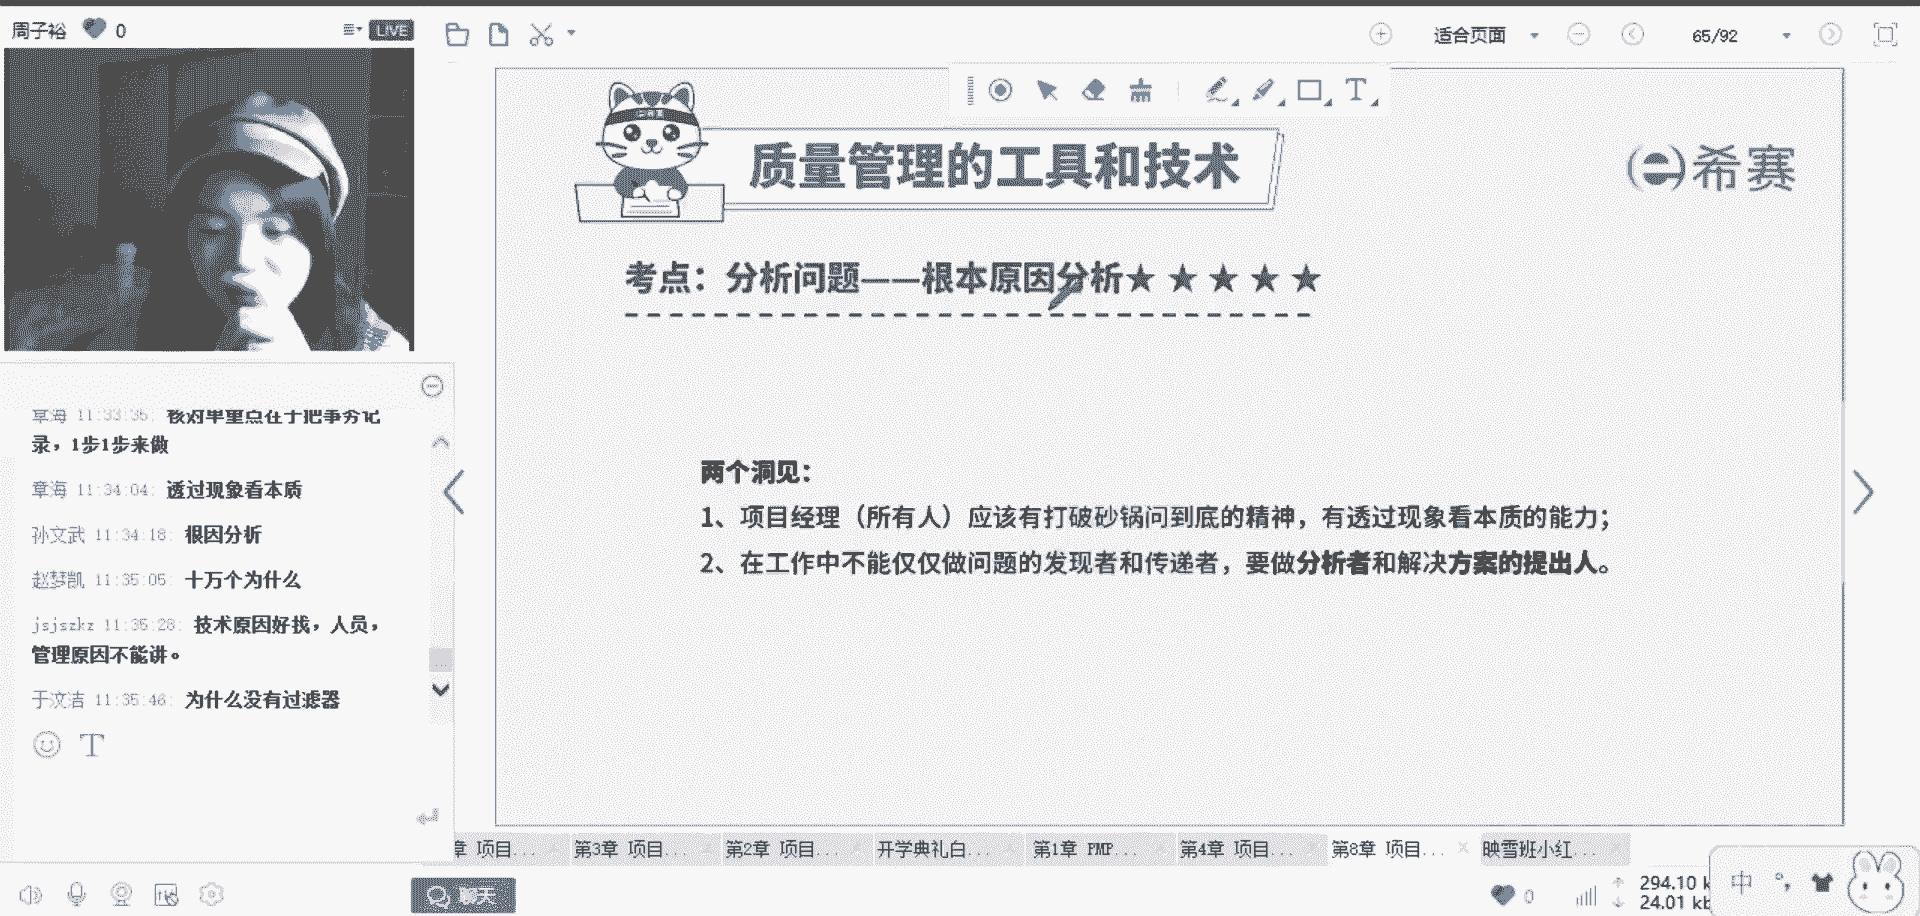 周子裕 0 LIVE
适合页面 65/92
质量管理的工具和技术
希赛
考点：分析问题——根本原因分析★★★★★
两个洞见：
1、项目经理（所有人）应该有打破砂锅问到底的精神，有透过现象看本质的能力；
2、在工作中不能仅仅做问题的发现者和传递者，要做分析者和解决方案的提出人。
章海 11:33:35: 核对单重点在于把事务记
录，1步1步来做
章海 11:34:04: 透过现象看本质
孙文武 11:34:18: 很因分析
赵梦凯 11:35:05: 十万个为什么
jsjszkz 11:35:28: 技术原因好找，人员，
管理原因不能讲。
于汶洁 11:35:46: 为什么没有过滤器
章 项目... 第3章 项目... 第2章 项目... 开学典礼白... 第1章 PMP... 第4章 项目... 第8章 项目... 映雪班小红...
聊天
0
294.10 k
24.01 kb
中